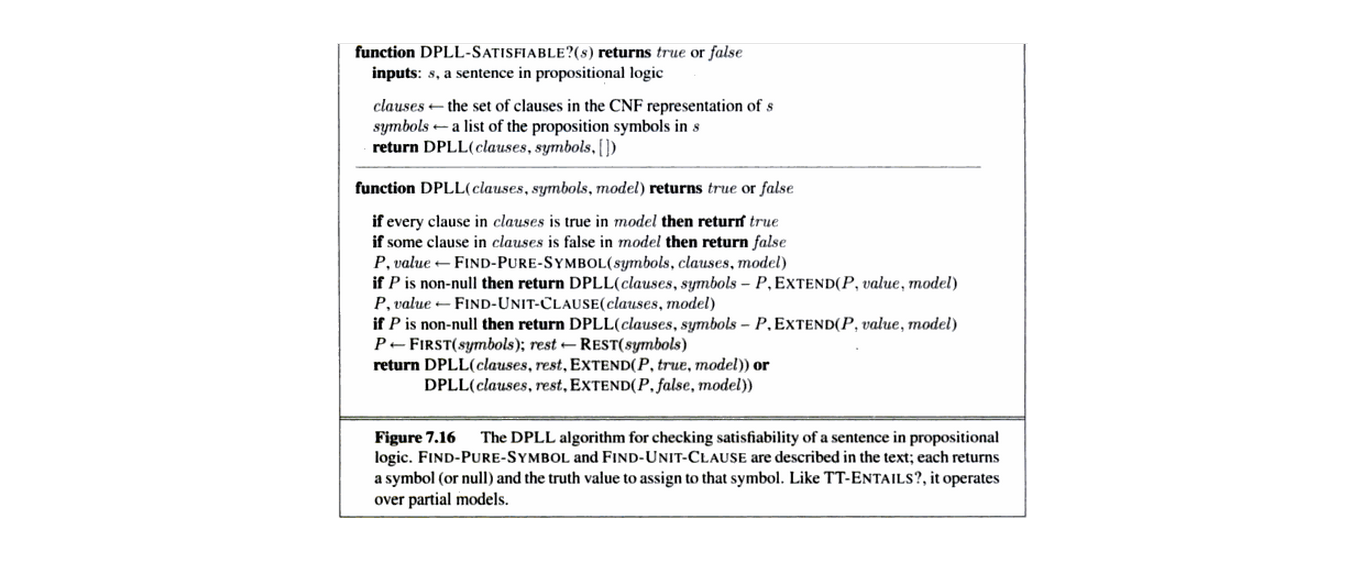 function DPLL-SATISFIABLE?(s) returns true or false
inputs: s, a sentence in propositional logic
clauses ← the set of clauses in the CNF representation of s
symbols ← a list of the proposition symbols in s
return DPLL(clauses, symbols, [])
function DPLL(clauses, symbols, model) returns true or false
if every clause in clauses is true in model then return true
if some clause in clauses is false in model then return false
P, value ← FIND-PURE-SYMBOL(symbols, clauses, model)
if P is non-null then return DPLL(clauses, symbols – P, EXTEND(P, value, model)
P, value ← FIND-UNIT-CLAUSE(clauses, model)
if P is non-null then return DPLL(clauses, symbols – P, EXTEND(P, value, model)
P ← FIRST(symbols); rest ← REST(symbols)
return DPLL(clauses, rest, EXTEND(P, true, model)) or
DPLL(clauses, rest, EXTEND(P, false, model))
Figure 7.16 The DPLL algorithm for checking satisfiability of a sentence in propositional
logic. FIND-PURE-SYMBOL and FIND-UNIT-CLAUSE are described in the text; each returns
a symbol (or null) and the truth value to assign to that symbol. Like TT-ENTAILS?, it operates
over partial models.